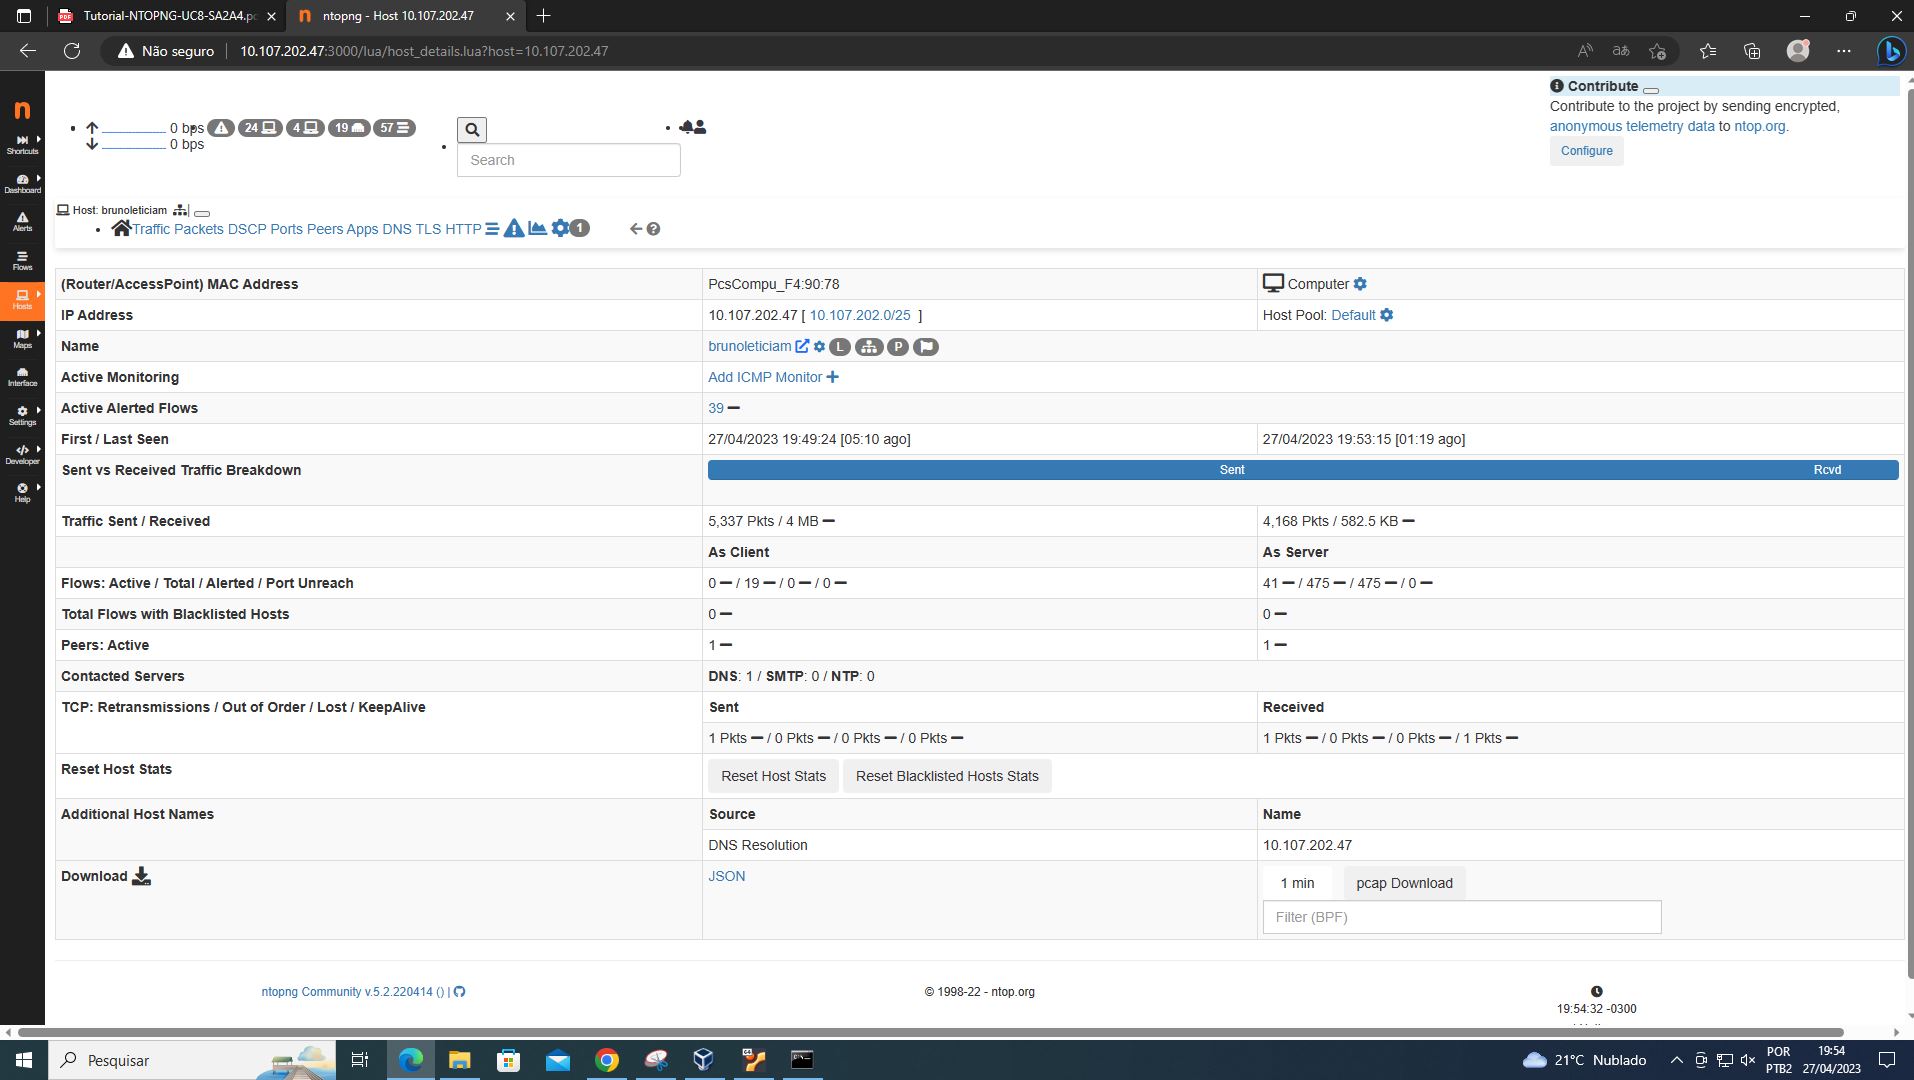 Tutorial-NTOPNG-UC8-SA2A4.pd
ntopng - Host 10.107.202.47
Não seguro
10.107.202.47:3000/lua/host_details.lua?host=10.107.202.47
Contribute
Contribute to the project by sending encrypted,
anonymous telemetry data to ntop.org.
Configure
0 bps
0 bps
24
4
19
57
Search
Shortcuts
Dashboard
Alerts
Flows
Hosts
Maps
Interface
Settings
Developer
Help
Host: brunoleticiam
Traffic Packets DSCP Ports Peers Apps DNS TLS HTTP 1
(Router/AccessPoint) MAC Address PcsCompu_F4:90:78 Computer
IP Address 10.107.202.47 [ 10.107.202.0/25 ] Host Pool: Default
Name brunoleticiam L P
Active Monitoring Add ICMP Monitor
Active Alerted Flows 39
First / Last Seen 27/04/2023 19:49:24 [05:10 ago] 27/04/2023 19:53:15 [01:19 ago]
Sent vs Received Traffic Breakdown Sent Rcvd
Traffic Sent / Received 5,337 Pkts / 4 MB 4,168 Pkts / 582.5 KB
As Client As Server
Flows: Active / Total / Alerted / Port Unreach 0 / 19 / 0 / 0 41 / 475 / 475 / 0
Total Flows with Blacklisted Hosts 0 0
Peers: Active 1 1
Contacted Servers DNS: 1 / SMTP: 0 / NTP: 0
TCP: Retransmissions / Out of Order / Lost / KeepAlive Sent Received
1 Pkts / 0 Pkts / 0 Pkts / 0 Pkts 1 Pkts / 0 Pkts / 0 Pkts / 1 Pkts
Reset Host Stats Reset Host Stats Reset Blacklisted Hosts Stats
Additional Host Names Source Name
DNS Resolution 10.107.202.47
Download JSON 1 min pcap Download
Filter (BPF)
ntopng Community v.5.2.220414 () | © 1998-22 - ntop.org
19:54:32 -0300
Pesquisar
21°C Nublado
POR
PTB2
19:54
27/04/2023